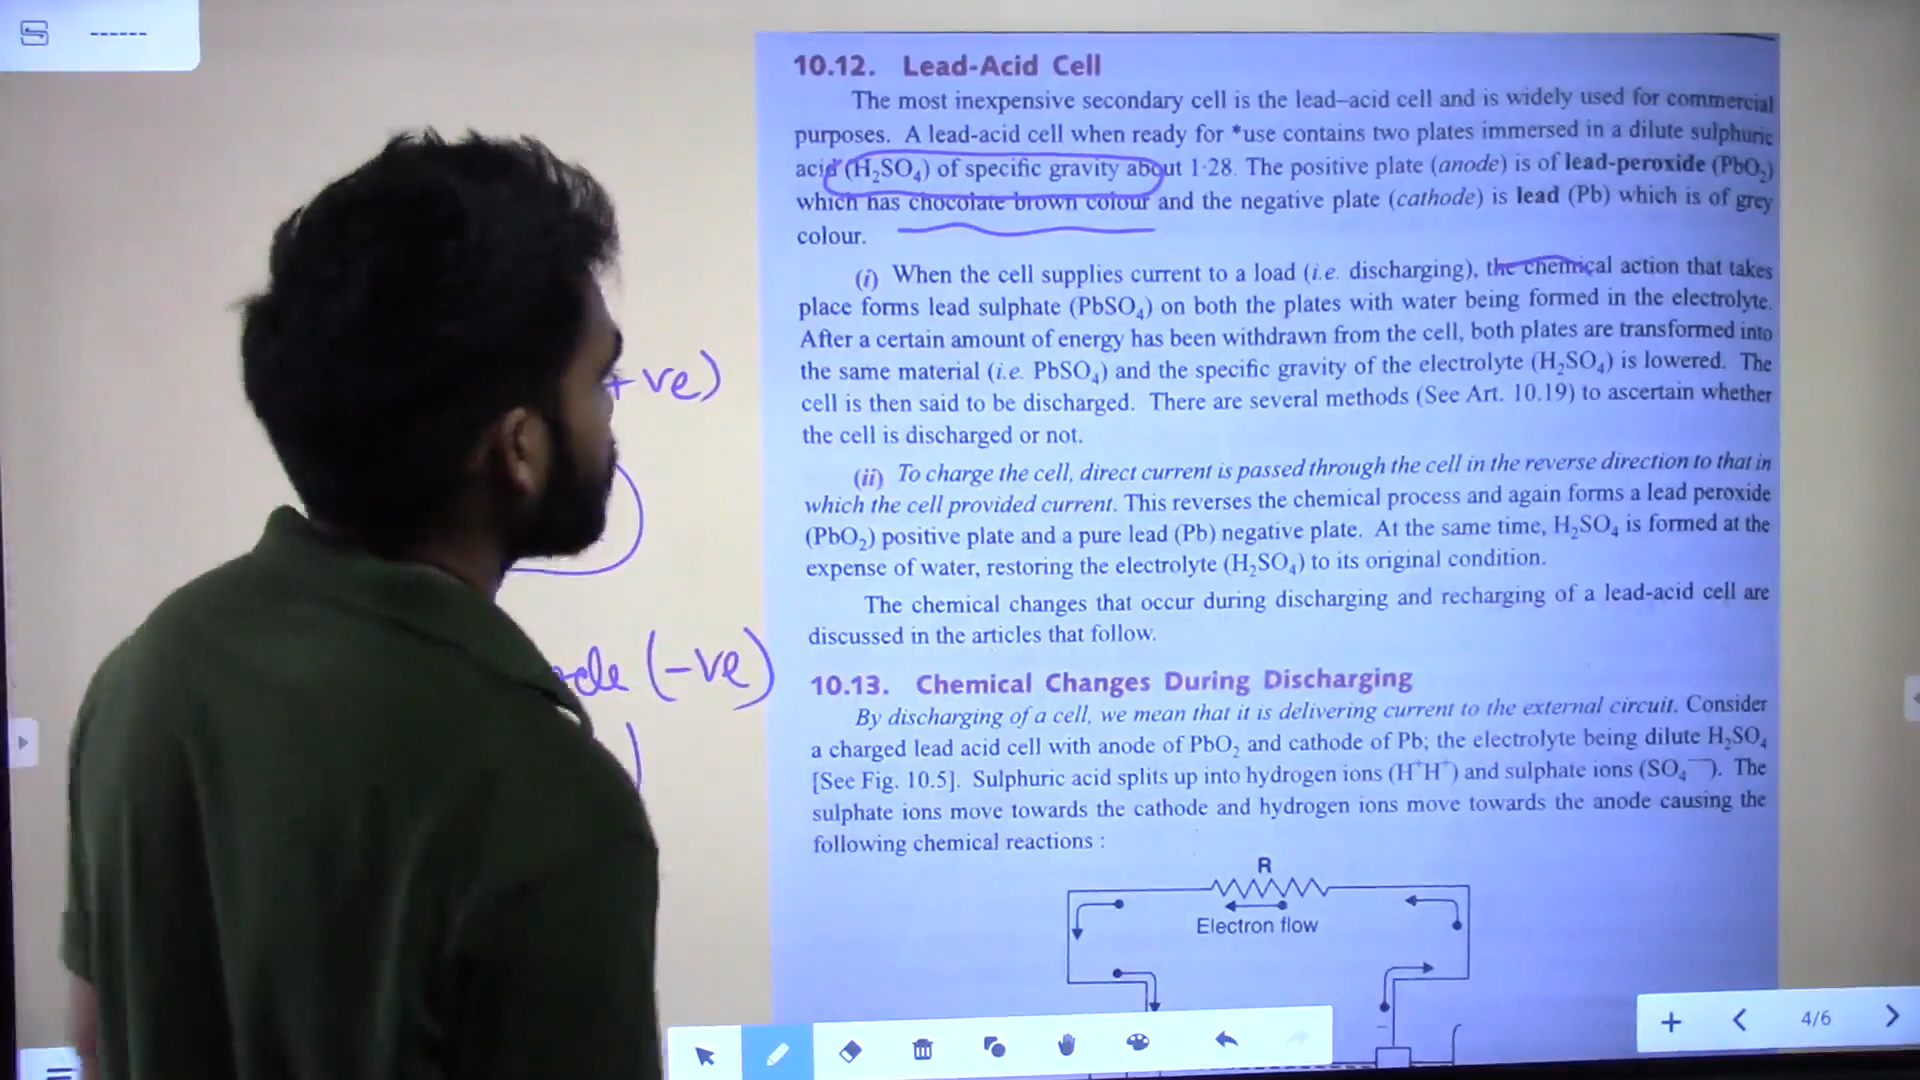 10.12. Lead-Acid Cell
The most inexpensive secondary cell is the lead–acid cell and is widely used for commercial
purposes. A lead-acid cell when ready for *use contains two plates immersed in a dilute sulphuric
acid (H₂SO₄) of specific gravity about 1·28. The positive plate (anode) is of lead-peroxide (PbO₂)
which has chocolate brown colour and the negative plate (cathode) is lead (Pb) which is of grey
colour.
(i) When the cell supplies current to a load (i.e. discharging), the chemical action that takes
place forms lead sulphate (PbSO₄) on both the plates with water being formed in the electrolyte.
After a certain amount of energy has been withdrawn from the cell, both plates are transformed into
the same material (i.e. PbSO₄) and the specific gravity of the electrolyte (H₂SO₄) is lowered. The
cell is then said to be discharged. There are several methods (See Art. 10.19) to ascertain whether
the cell is discharged or not.
(ii) To charge the cell, direct current is passed through the cell in the reverse direction to that in
which the cell provided current. This reverses the chemical process and again forms a lead peroxide
(PbO₂) positive plate and a pure lead (Pb) negative plate. At the same time, H₂SO₄ is formed at the
expense of water, restoring the electrolyte (H₂SO₄) to its original condition.
The chemical changes that occur during discharging and recharging of a lead-acid cell are
discussed in the articles that follow.
10.13. Chemical Changes During Discharging
By discharging of a cell, we mean that it is delivering current to the external circuit. Consider
a charged lead acid cell with anode of PbO₂ and cathode of Pb; the electrolyte being dilute H₂SO₄
[See Fig. 10.5]. Sulphuric acid splits up into hydrogen ions (H⁺H⁺) and sulphate ions (SO₄⁻⁻). The
sulphate ions move towards the cathode and hydrogen ions move towards the anode causing the
following chemical reactions :
R
Electron flow
+ve)
(-ve)
4/6